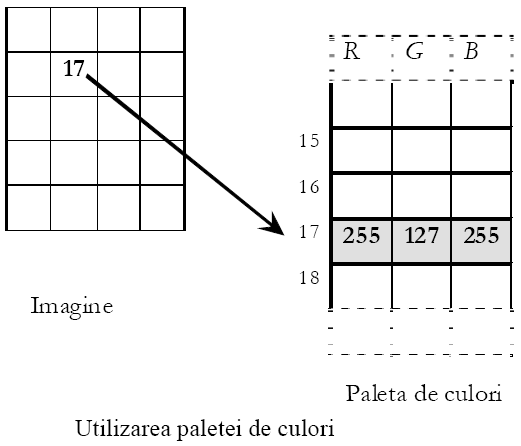 17
R G B
15
16
17 255 127 255
18
Imagine
Paleta de culori
Utilizarea paletei de culori